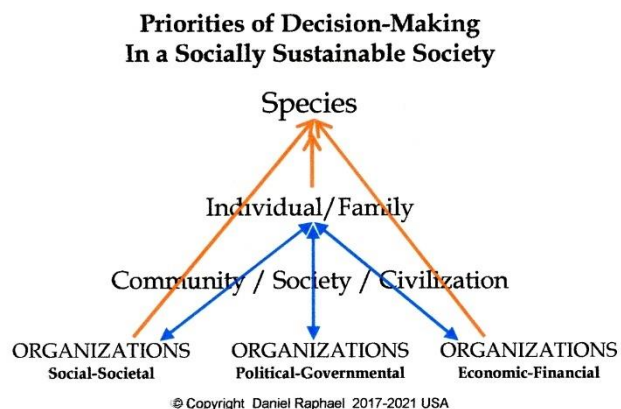 Priorities of Decision-Making
In a Socially Sustainable Society
Species
Individual/Family
Community / Society / Civilization
ORGANIZATIONS ORGANIZATIONS ORGANIZATIONS
Social-Societal Political-Governmental Economic-Financial
© Copyright Daniel Raphael 2017-2021 USA